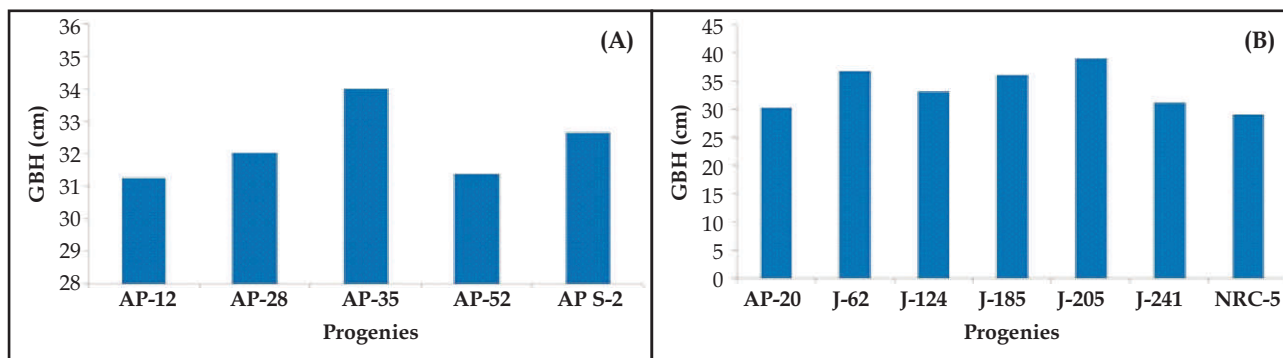 (A)
GBH (cm)
36
35
34
33
32
31
30
29
28
AP-12 AP-28 AP-35 AP-52 AP S-2
Progenies
(B)
GBH (cm)
45
40
35
30
25
20
15
10
5
0
AP-20 J-62 J-124 J-185 J-205 J-241 NRC-5
Progenies